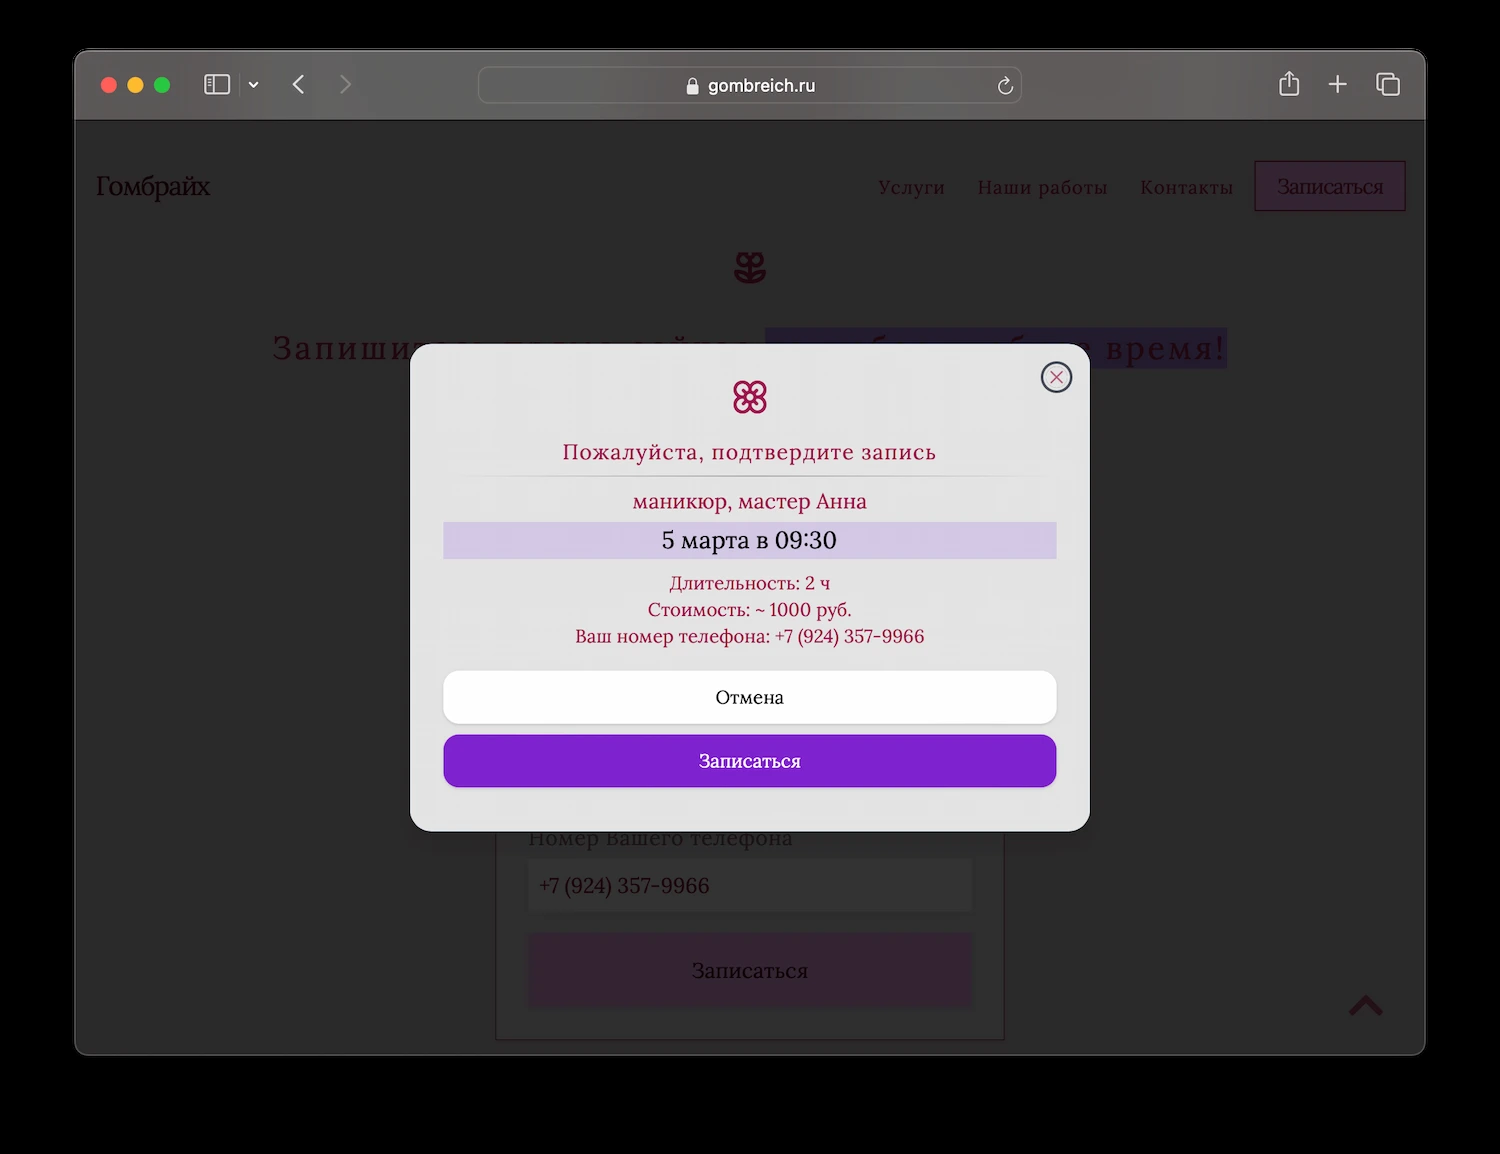 gombreich.ru
Гомбрайх
Услуги
Наши работы
Контакты
Записаться
время!
Пожалуйста, подтвердите запись
маникюр, мастер Анна
5 марта в 09:30
Длительность: 2 ч
Стоимость: ~ 1000 руб.
Ваш номер телефона: +7 (924) 357-9966
Отмена
Записаться
Номер Вашего телефона
+7 (924) 357-9966
Записаться